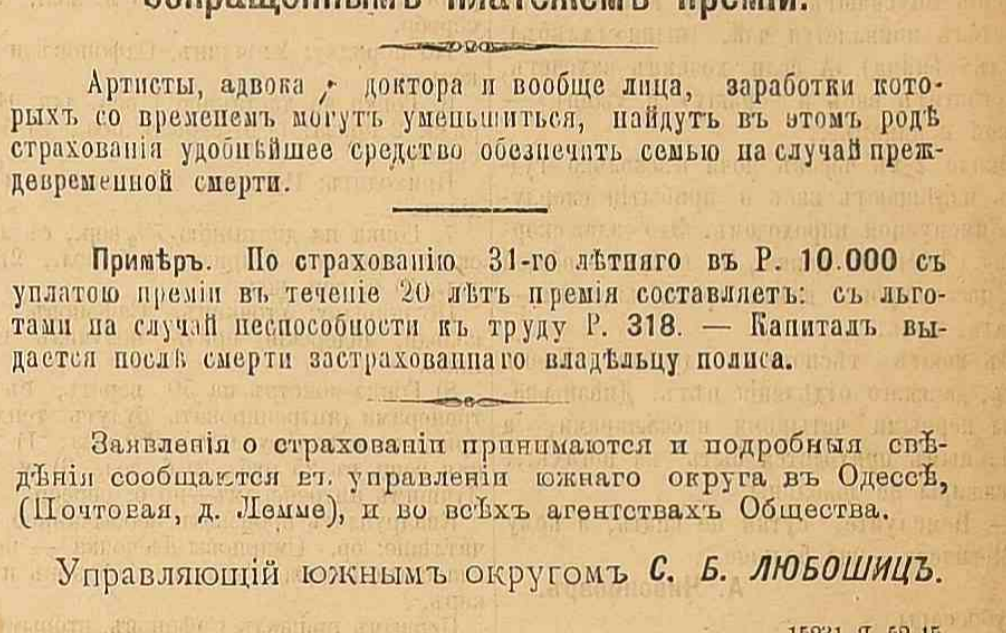 сокращеннымъ платежемъ преміи.
Артисты, адвока доктора и вообще лица, заработки кото-
рыхъ со временемъ могутъ уменьшиться, найдутъ въ этомъ родѣ
страхованія удобнѣйшее средство обезпечить семью на случай преж-
девременной смерти.
Примѣръ. По страхованію 31-го лѣтняго въ Р. 10.000 съ
уплатою преміи въ теченіе 20 лѣтъ премія составляетъ: съ льго-
тами на случай неспособности къ труду Р. 318. — Капиталъ вы-
дается послѣ смерти застрахованнаго владѣльцу полиса.
Заявленія о страхованіи принимаются и подробныя свѣ-
дѣнія сообщаются въ управленіи южнаго округа въ Одессѣ,
(Почтовая, д. Лемме), и во всѣхъ агентствахъ Общества.
Управляющій южнымъ округомъ С. Б. ЛЮБОШИЦЪ.